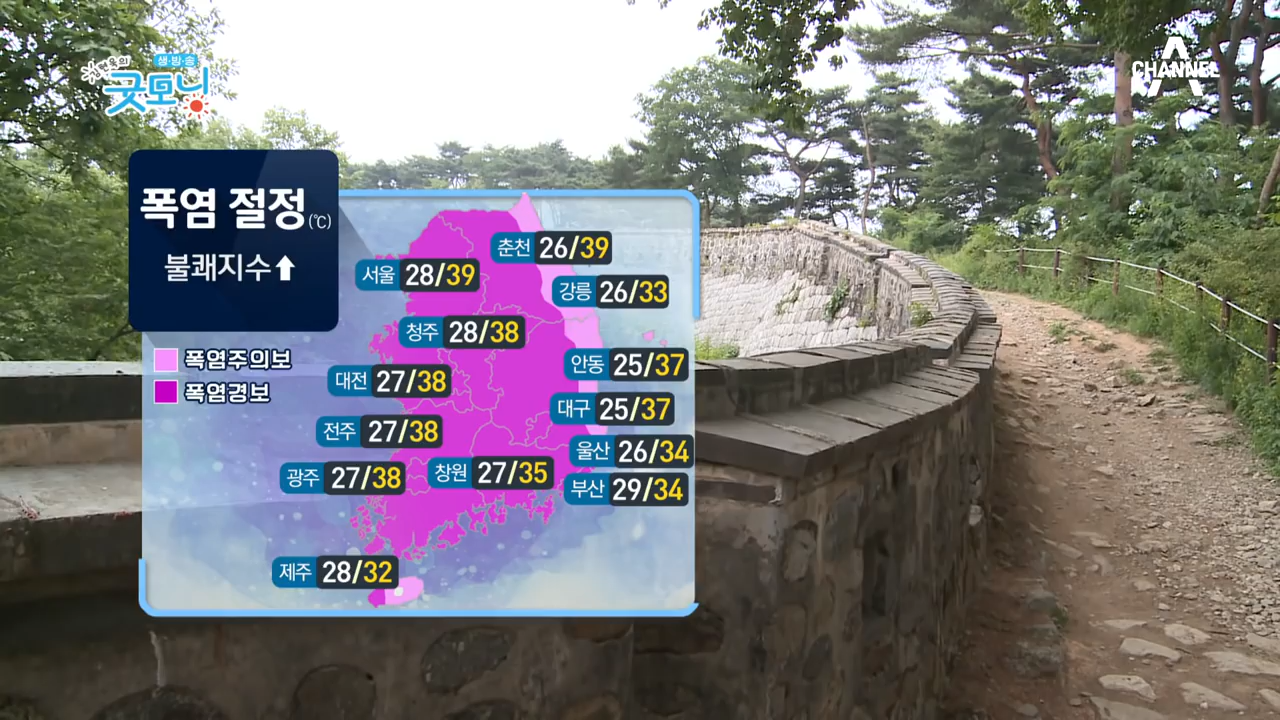 생·방·송
굿모닝
CHANNEL A
폭염 절정(℃)
불쾌지수⬆
폭염주의보
폭염경보
춘천 26/39
서울 28/39
강릉 26/33
청주 28/38
안동 25/37
대전 27/38
대구 25/37
전주 27/38
울산 26/34
광주 27/38
창원 27/35
부산 29/34
제주 28/32